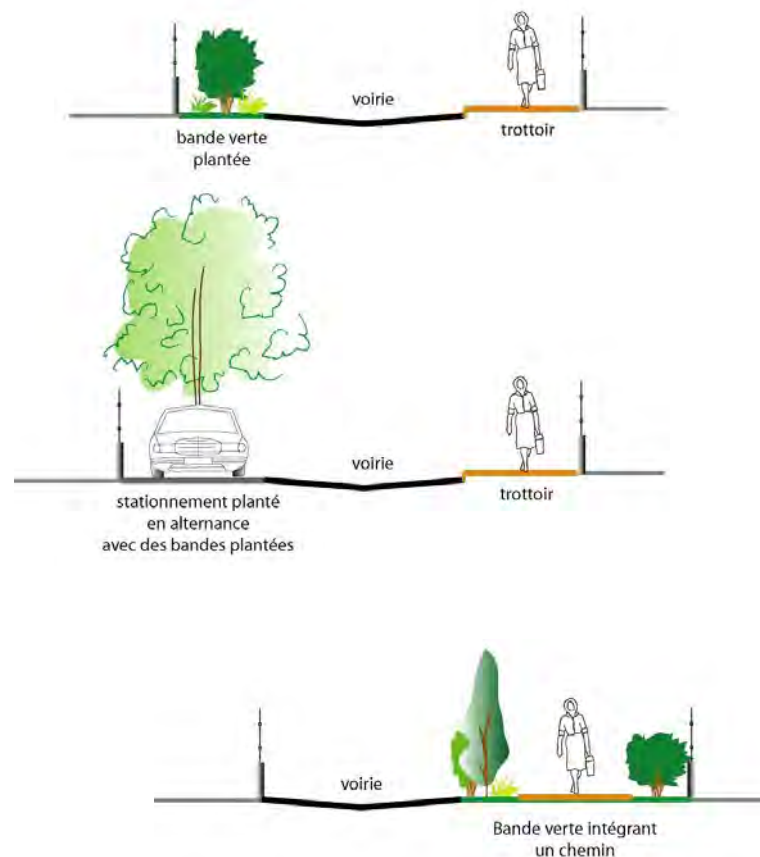 voirie
bande verte
plantée
trottoir
voirie
stationnement planté
en alternance
avec des bandes plantées
trottoir
voirie
Bande verte intégrant
un chemin